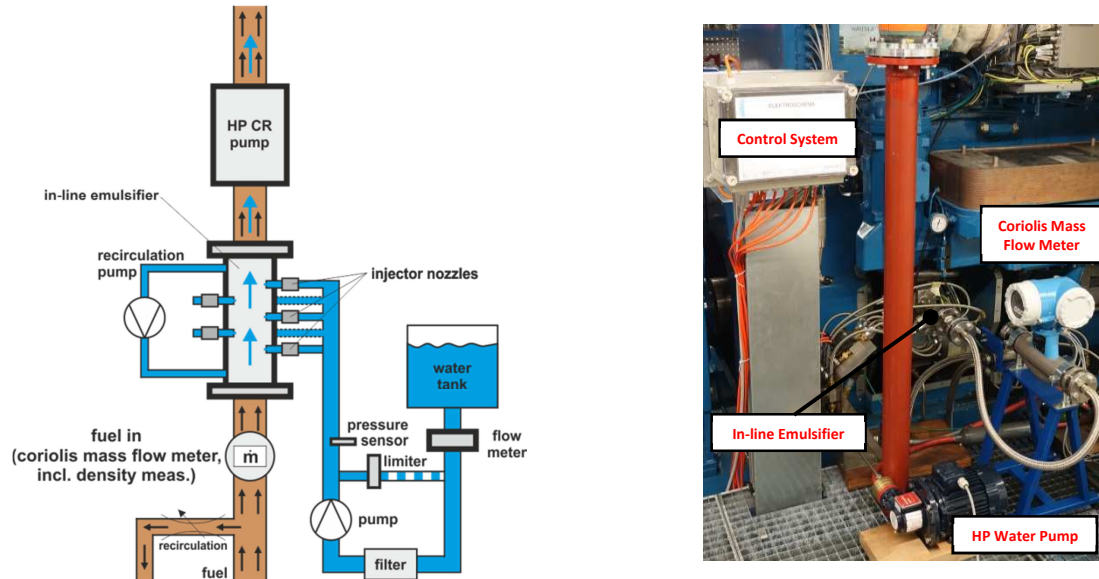 HP CR
pump
in-line emulsifier
recirculation
pump
injector nozzles
water
tank
pressure
sensor
flow
meter
limiter
fuel in
(coriolis mass flow meter,
incl. density meas.)
ṁ
pump
filter
recirculation
fuel
ELEKTROSCHEMA
Control System
Coriolis Mass
Flow Meter
In-line Emulsifier
HP Water Pump